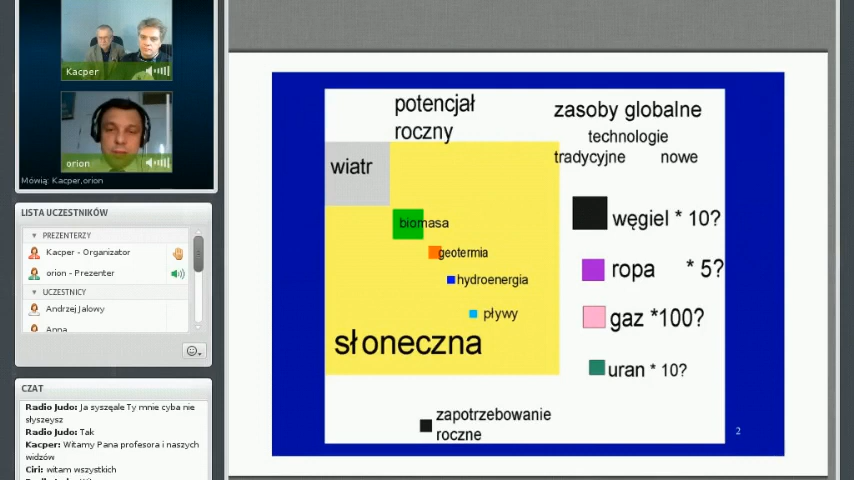 Kacper
orion
Mówią: Kacper,orion
LISTA UCZESTNIKÓW
PREZENTERZY
Kacper - Organizator
orion - Prezenter
UCZESTNICY
Andrzej Jalowy
Anna
CZAT
Radio Judo: Ja syszęale Ty mnie cyba nie
słyszeysz
Radio Judo: Tak
Kacper: Witamy Pana profesora i naszych
widzów
Ciri: witam wszystkich
potencjał
roczny
wiatr
biomasa
geotermia
hydroenergia
pływy
słoneczna
zapotrzebowanie
roczne
zasoby globalne
technologie
tradycyjne nowe
węgiel * 10?
ropa * 5?
gaz *100?
uran * 10?
2